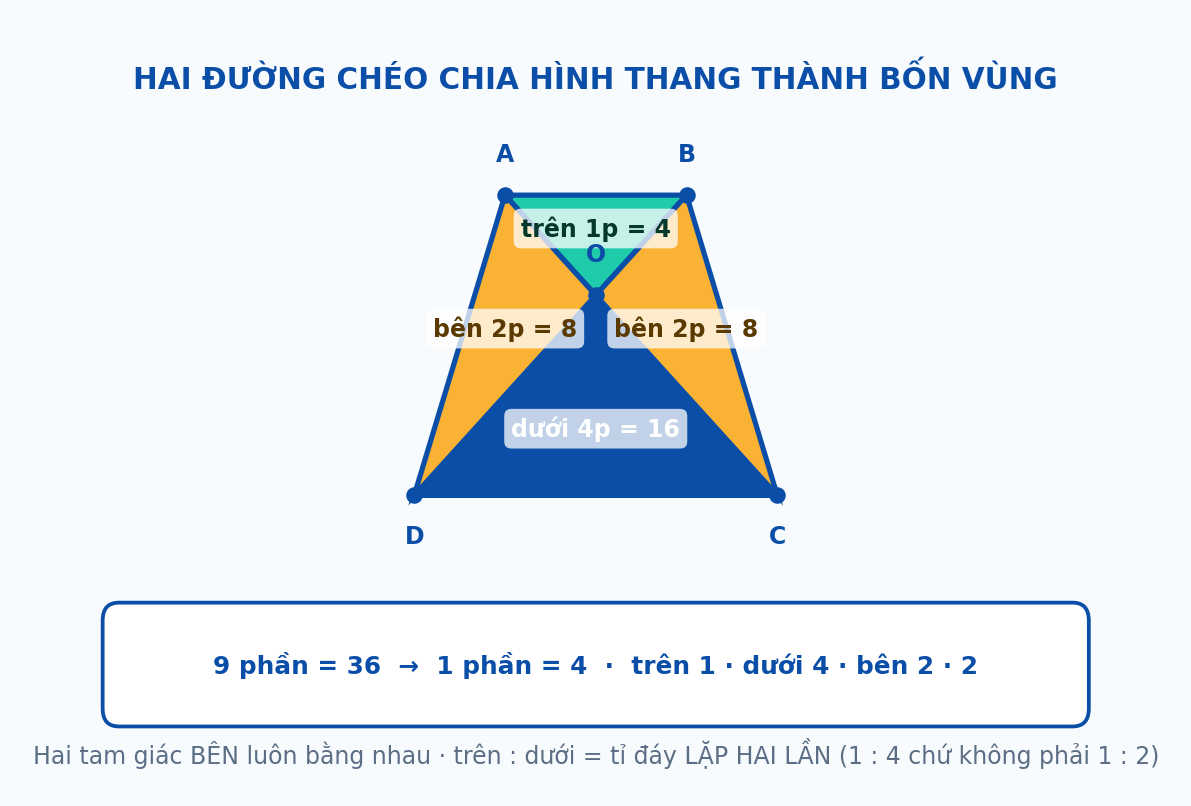 HAI ĐƯỜNG CHÉO CHIA HÌNH THANG THÀNH BỐN VÙNG
A B
trên 1p = 4
O
bên 2p = 8 bên 2p = 8
dưới 4p = 16
D C
9 phần = 36 → 1 phần = 4 · trên 1 · dưới 4 · bên 2 · 2
Hai tam giác BÊN luôn bằng nhau · trên : dưới = tỉ đáy LẶP HAI LẦN (1 : 4 chứ không phải 1 : 2)